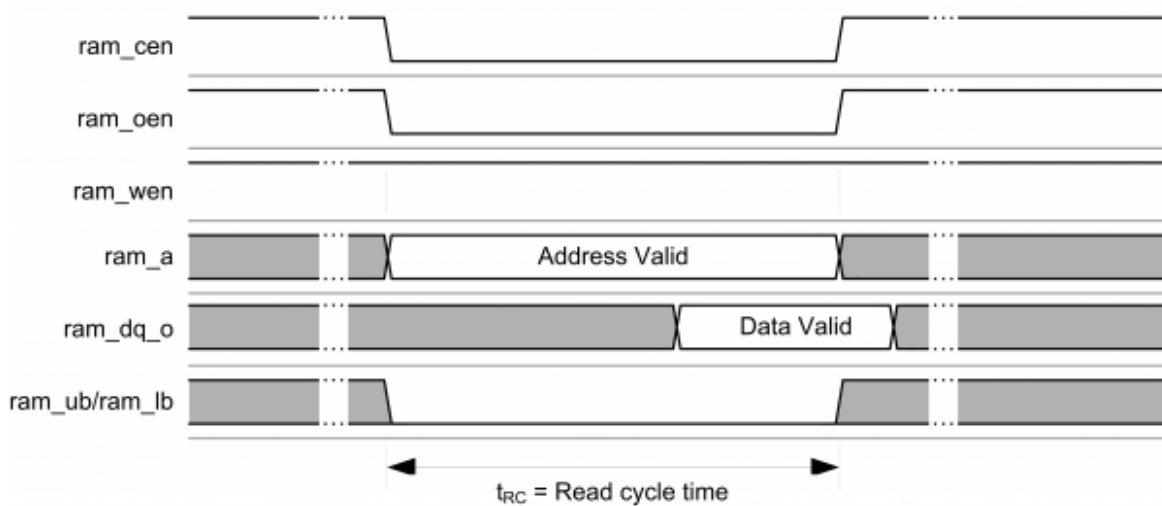 ram_cen
ram_oen
ram_wen
ram_a
Address Valid
ram_dq_o
Data Valid
ram_ub/ram_lb
tRC = Read cycle time